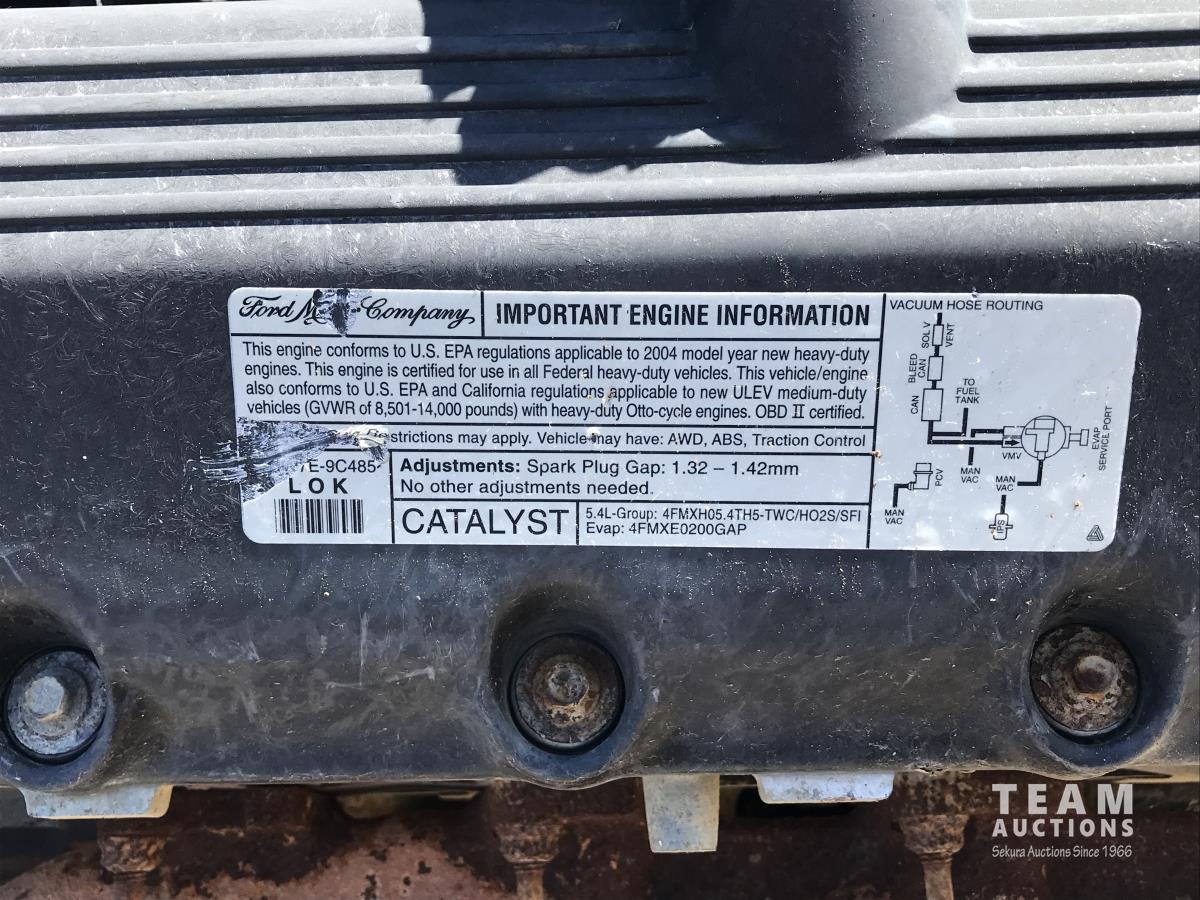 Ford Company
IMPORTANT ENGINE INFORMATION
This engine conforms to U.S. EPA regulations applicable to 2004 model year new heavy-duty
engines. This engine is certified for use in all Federal heavy-duty vehicles. This vehicle/engine
also conforms to U.S. EPA and California regulations applicable to new ULEV medium-duty
vehicles (GVWR of 8,501-14,000 pounds) with heavy-duty Otto-cycle engines. OBD II certified.
Restrictions may apply. Vehicle may have: AWD, ABS, Traction Control
7E-9C485-
LOK
Adjustments: Spark Plug Gap: 1.32 – 1.42mm
No other adjustments needed.
CATALYST
5.4L-Group: 4FMXH05.4TH5-TWC/HO2S/SFI
Evap: 4FMXE0200GAP
VACUUM HOSE ROUTING
SOL V
VENT
BLEED
CAN
CAN
TO
FUEL
TANK
VMV
EVAP
SERVICE PORT
MAN
VAC
PCV
MAN
VAC
MAN
VAC
IPS
TEAM
AUCTIONS
Sekura Auctions Since 1966